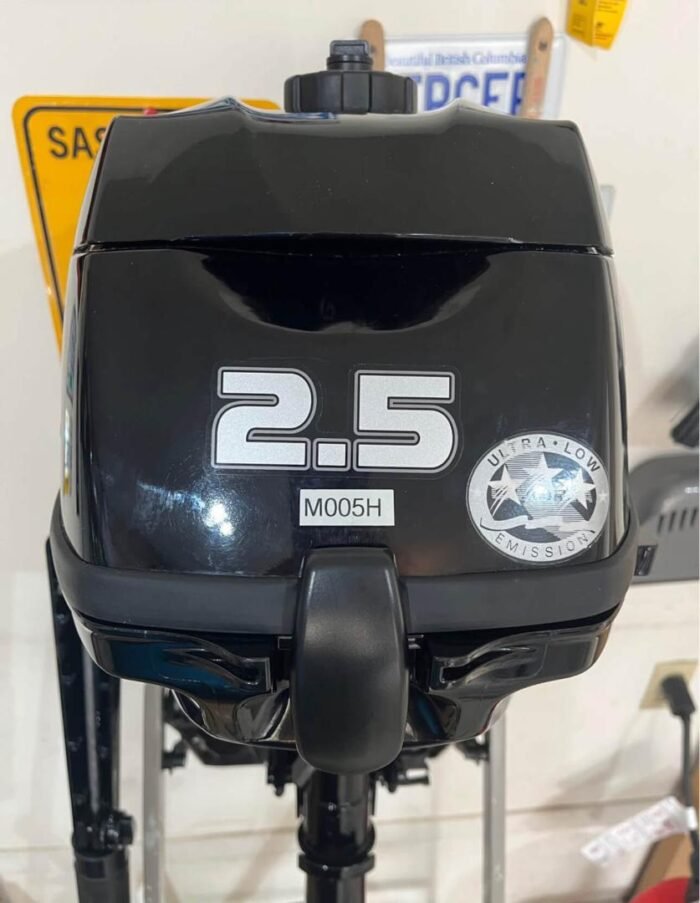 Beautiful British Columbia
SAS
2.5
M005H
ULTRA • LOW
EMISSION